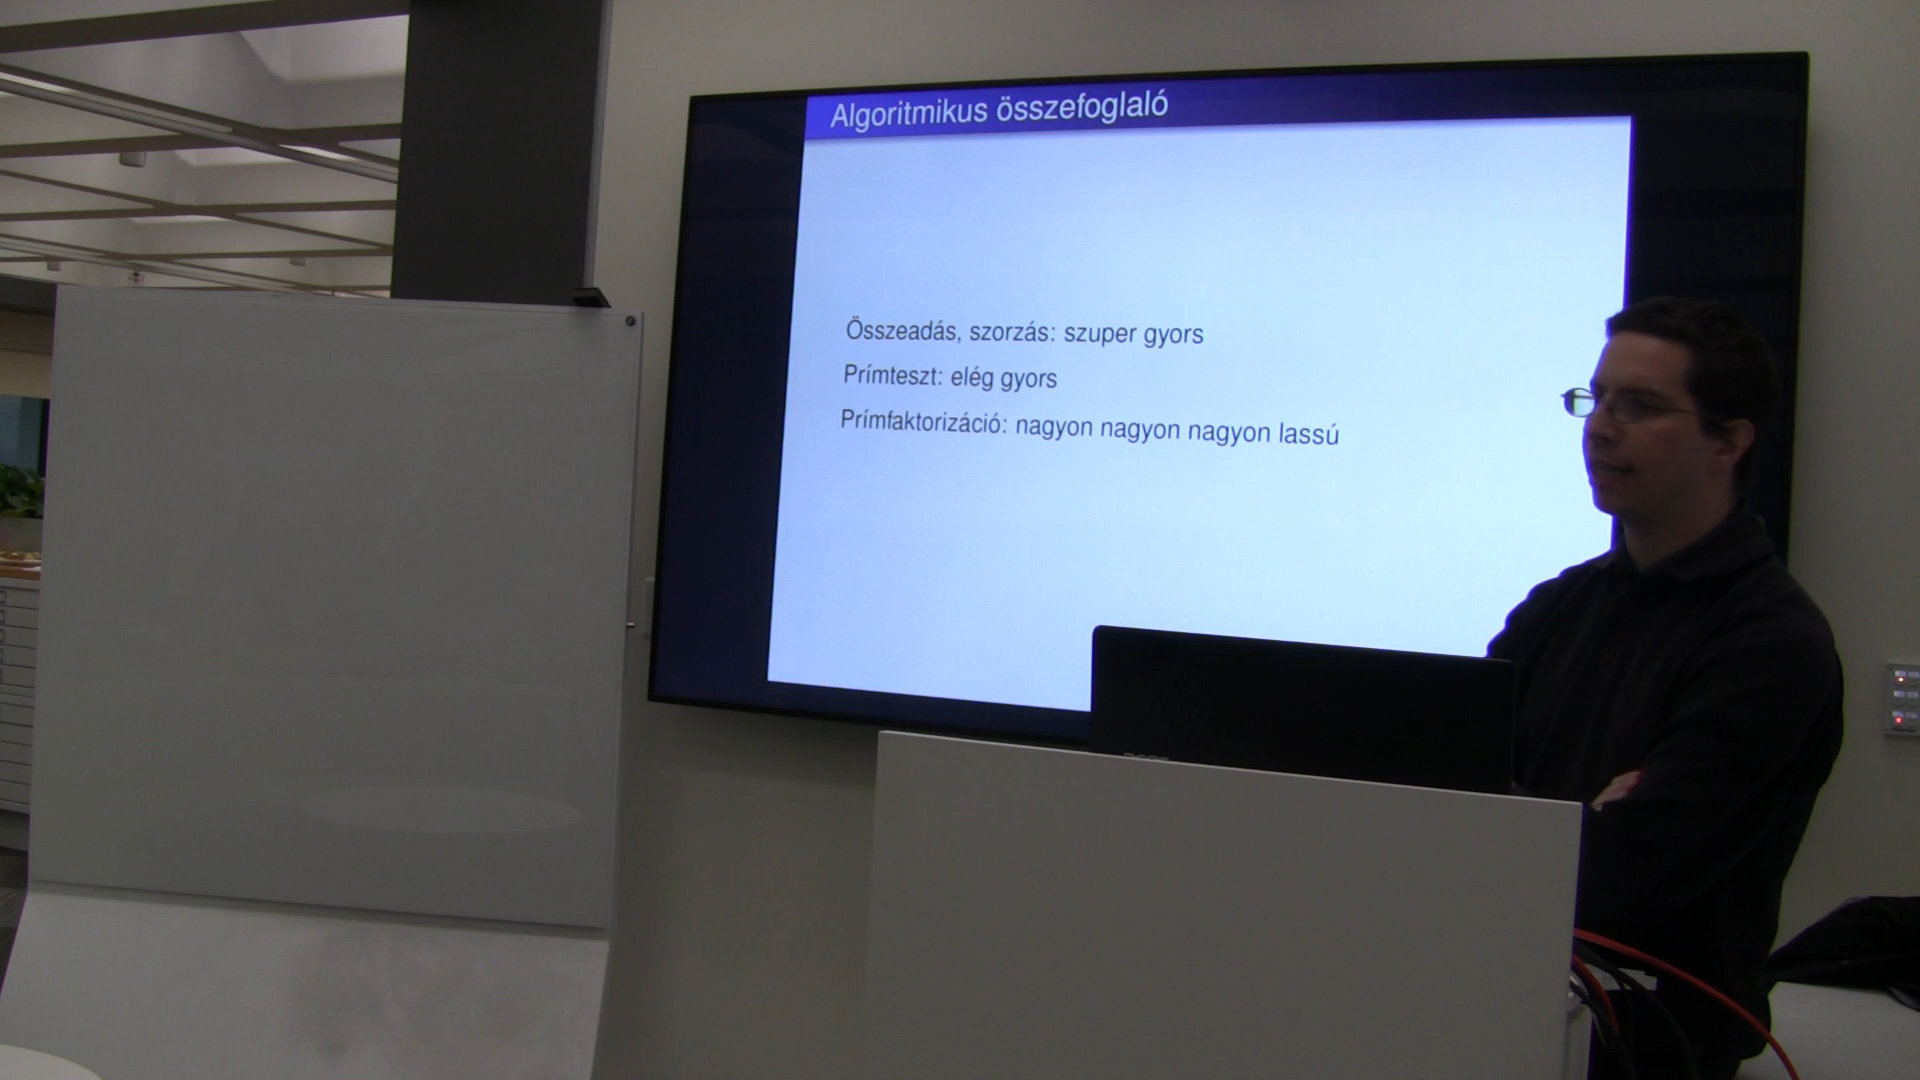 Algoritmikus összefoglaló
Összeadás, szorzás: szuper gyors
Prímteszt: elég gyors
Prímfaktorizáció: nagyon nagyon nagyon lassú